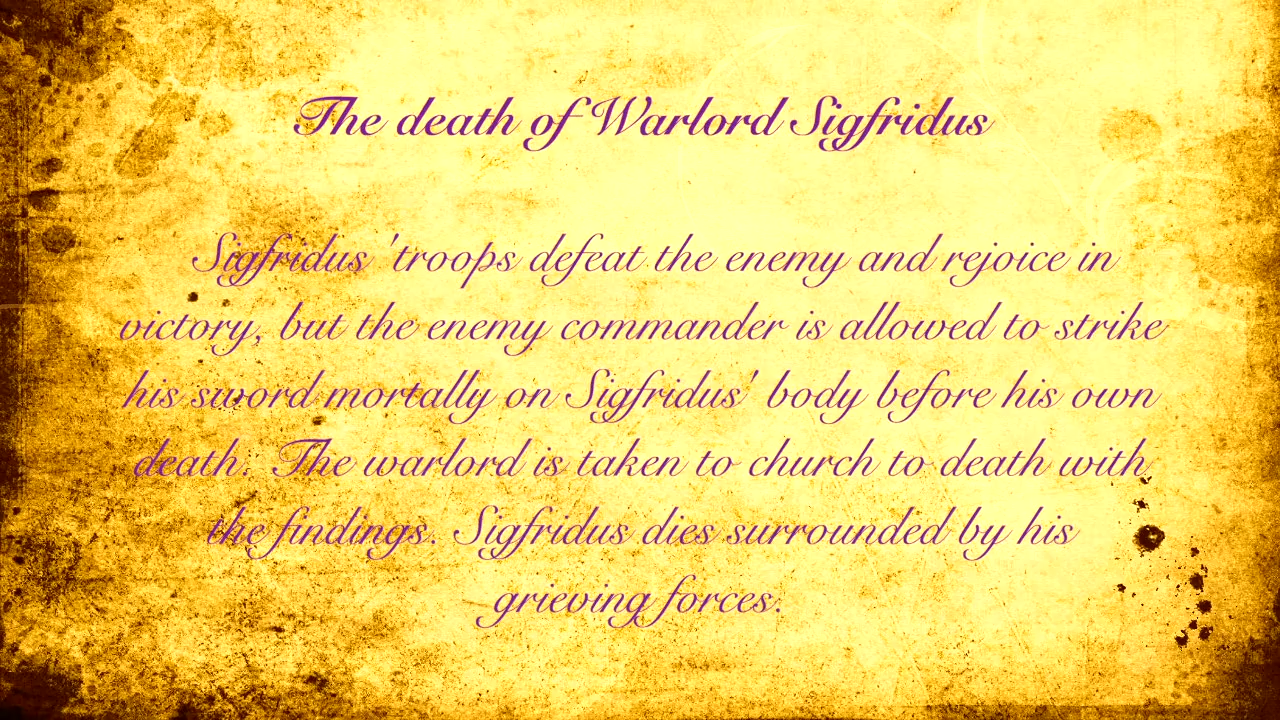 The death of Warlord Sigfridus
Sigfridus 'troops defeat the enemy and rejoice in
victory, but the enemy commander is allowed to strike
his sword mortally on Sigfridus' body before his own
death. The warlord is taken to church to death with
the findings. Sigfridus dies surrounded by his
grieving forces.